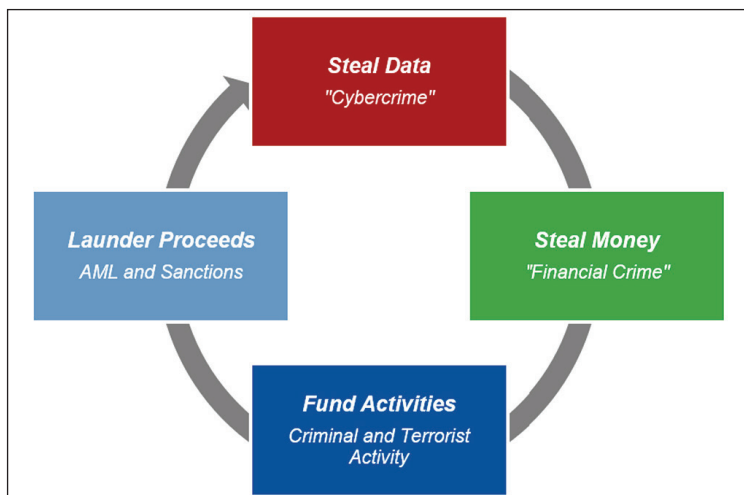 Steal Data
"Cybercrime"
Launder Proceeds
AML and Sanctions
Steal Money
"Financial Crime"
Fund Activities
Criminal and Terrorist
Activity